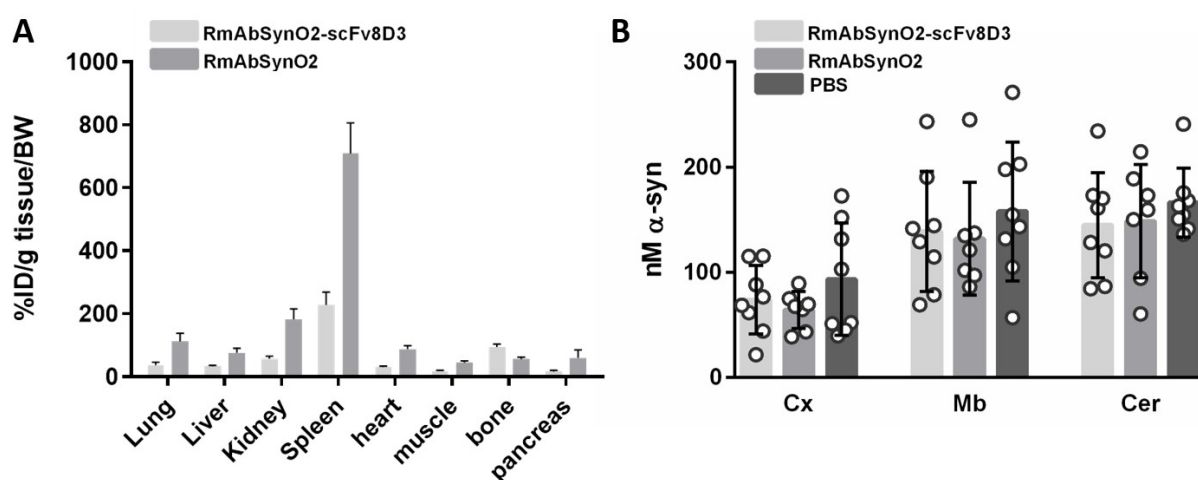 A
RmAbSynO2-scFv8D3
RmAbSynO2
%ID/g tissue/BW
1000
800
600
400
200
0
Lung
Liver
Kidney
Spleen
heart
muscle
bone
pancreas
B
RmAbSynO2-scFv8D3
RmAbSynO2
PBS
nM α-syn
300
200
100
0
Cx
Mb
Cer